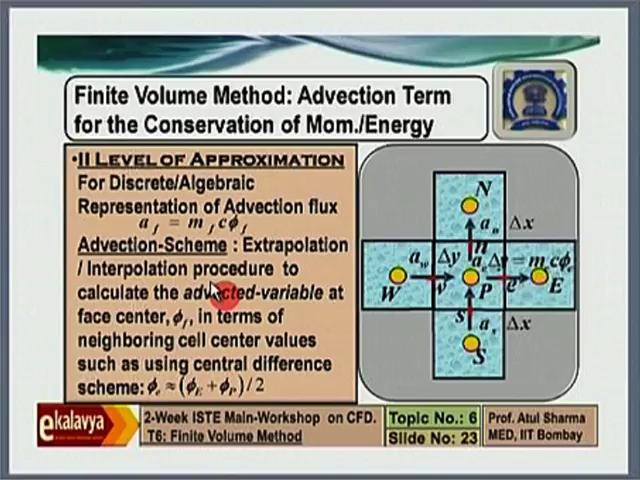 Finite Volume Method: Advection Term
for the Conservation of Mom./Energy
•II Level of Approximation
For Discrete/Algebraic
Representation of Advection flux
a_f = m_f cϕ_f
Advection-Scheme : Extrapolation
/ Interpolation procedure to
calculate the advected-variable at
face center, ϕ_f, in terms of
neighboring cell center values
such as using central difference
scheme: ϕ_e ≈ (ϕ_E + ϕ_P)/2
N
a_n Δx
n
a_w Δy a_e Δy = m_e cϕ_e
W w P e E
s a_s Δx
S
ekalavya
2-Week ISTE Main-Workshop on CFD.
T6: Finite Volume Method
Topic No.: 6
Slide No: 23
Prof. Atul Sharma
MED, IIT Bombay